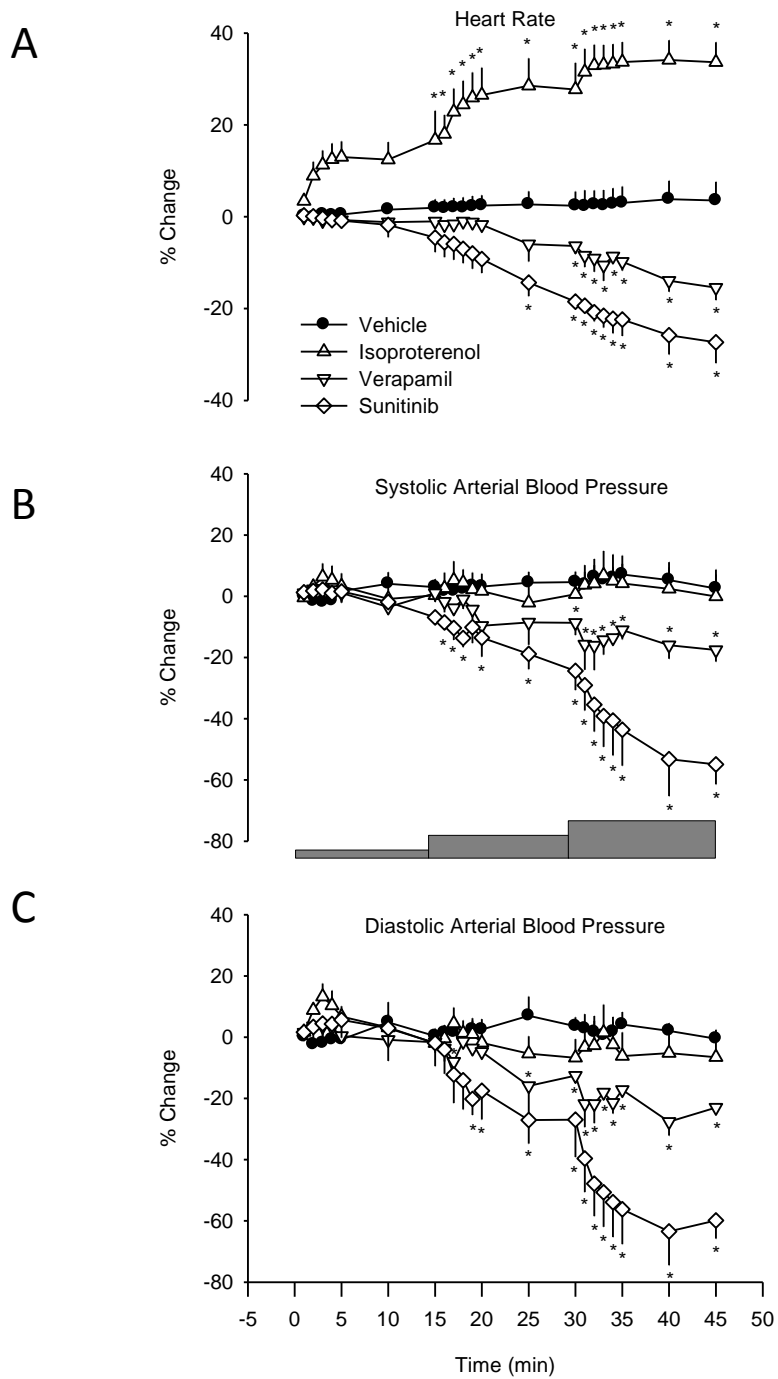 A
Heart Rate
40
20
0
-20
-40
% Change
* * * * * * * * * * * * * * *
Vehicle
Isoproterenol
Verapamil
Sunitinib
* * * * * * * *
* * * * * * * * *
B
Systolic Arterial Blood Pressure
40
20
0
-20
-40
-60
-80
% Change
* * * * * * * *
* * * * * * * * * * * * *
C
Diastolic Arterial Blood Pressure
40
20
0
-20
-40
-60
-80
% Change
* * * * * * * * * *
* * * * * * * * * * *
-5 0 5 10 15 20 25 30 35 40 45 50
Time (min)